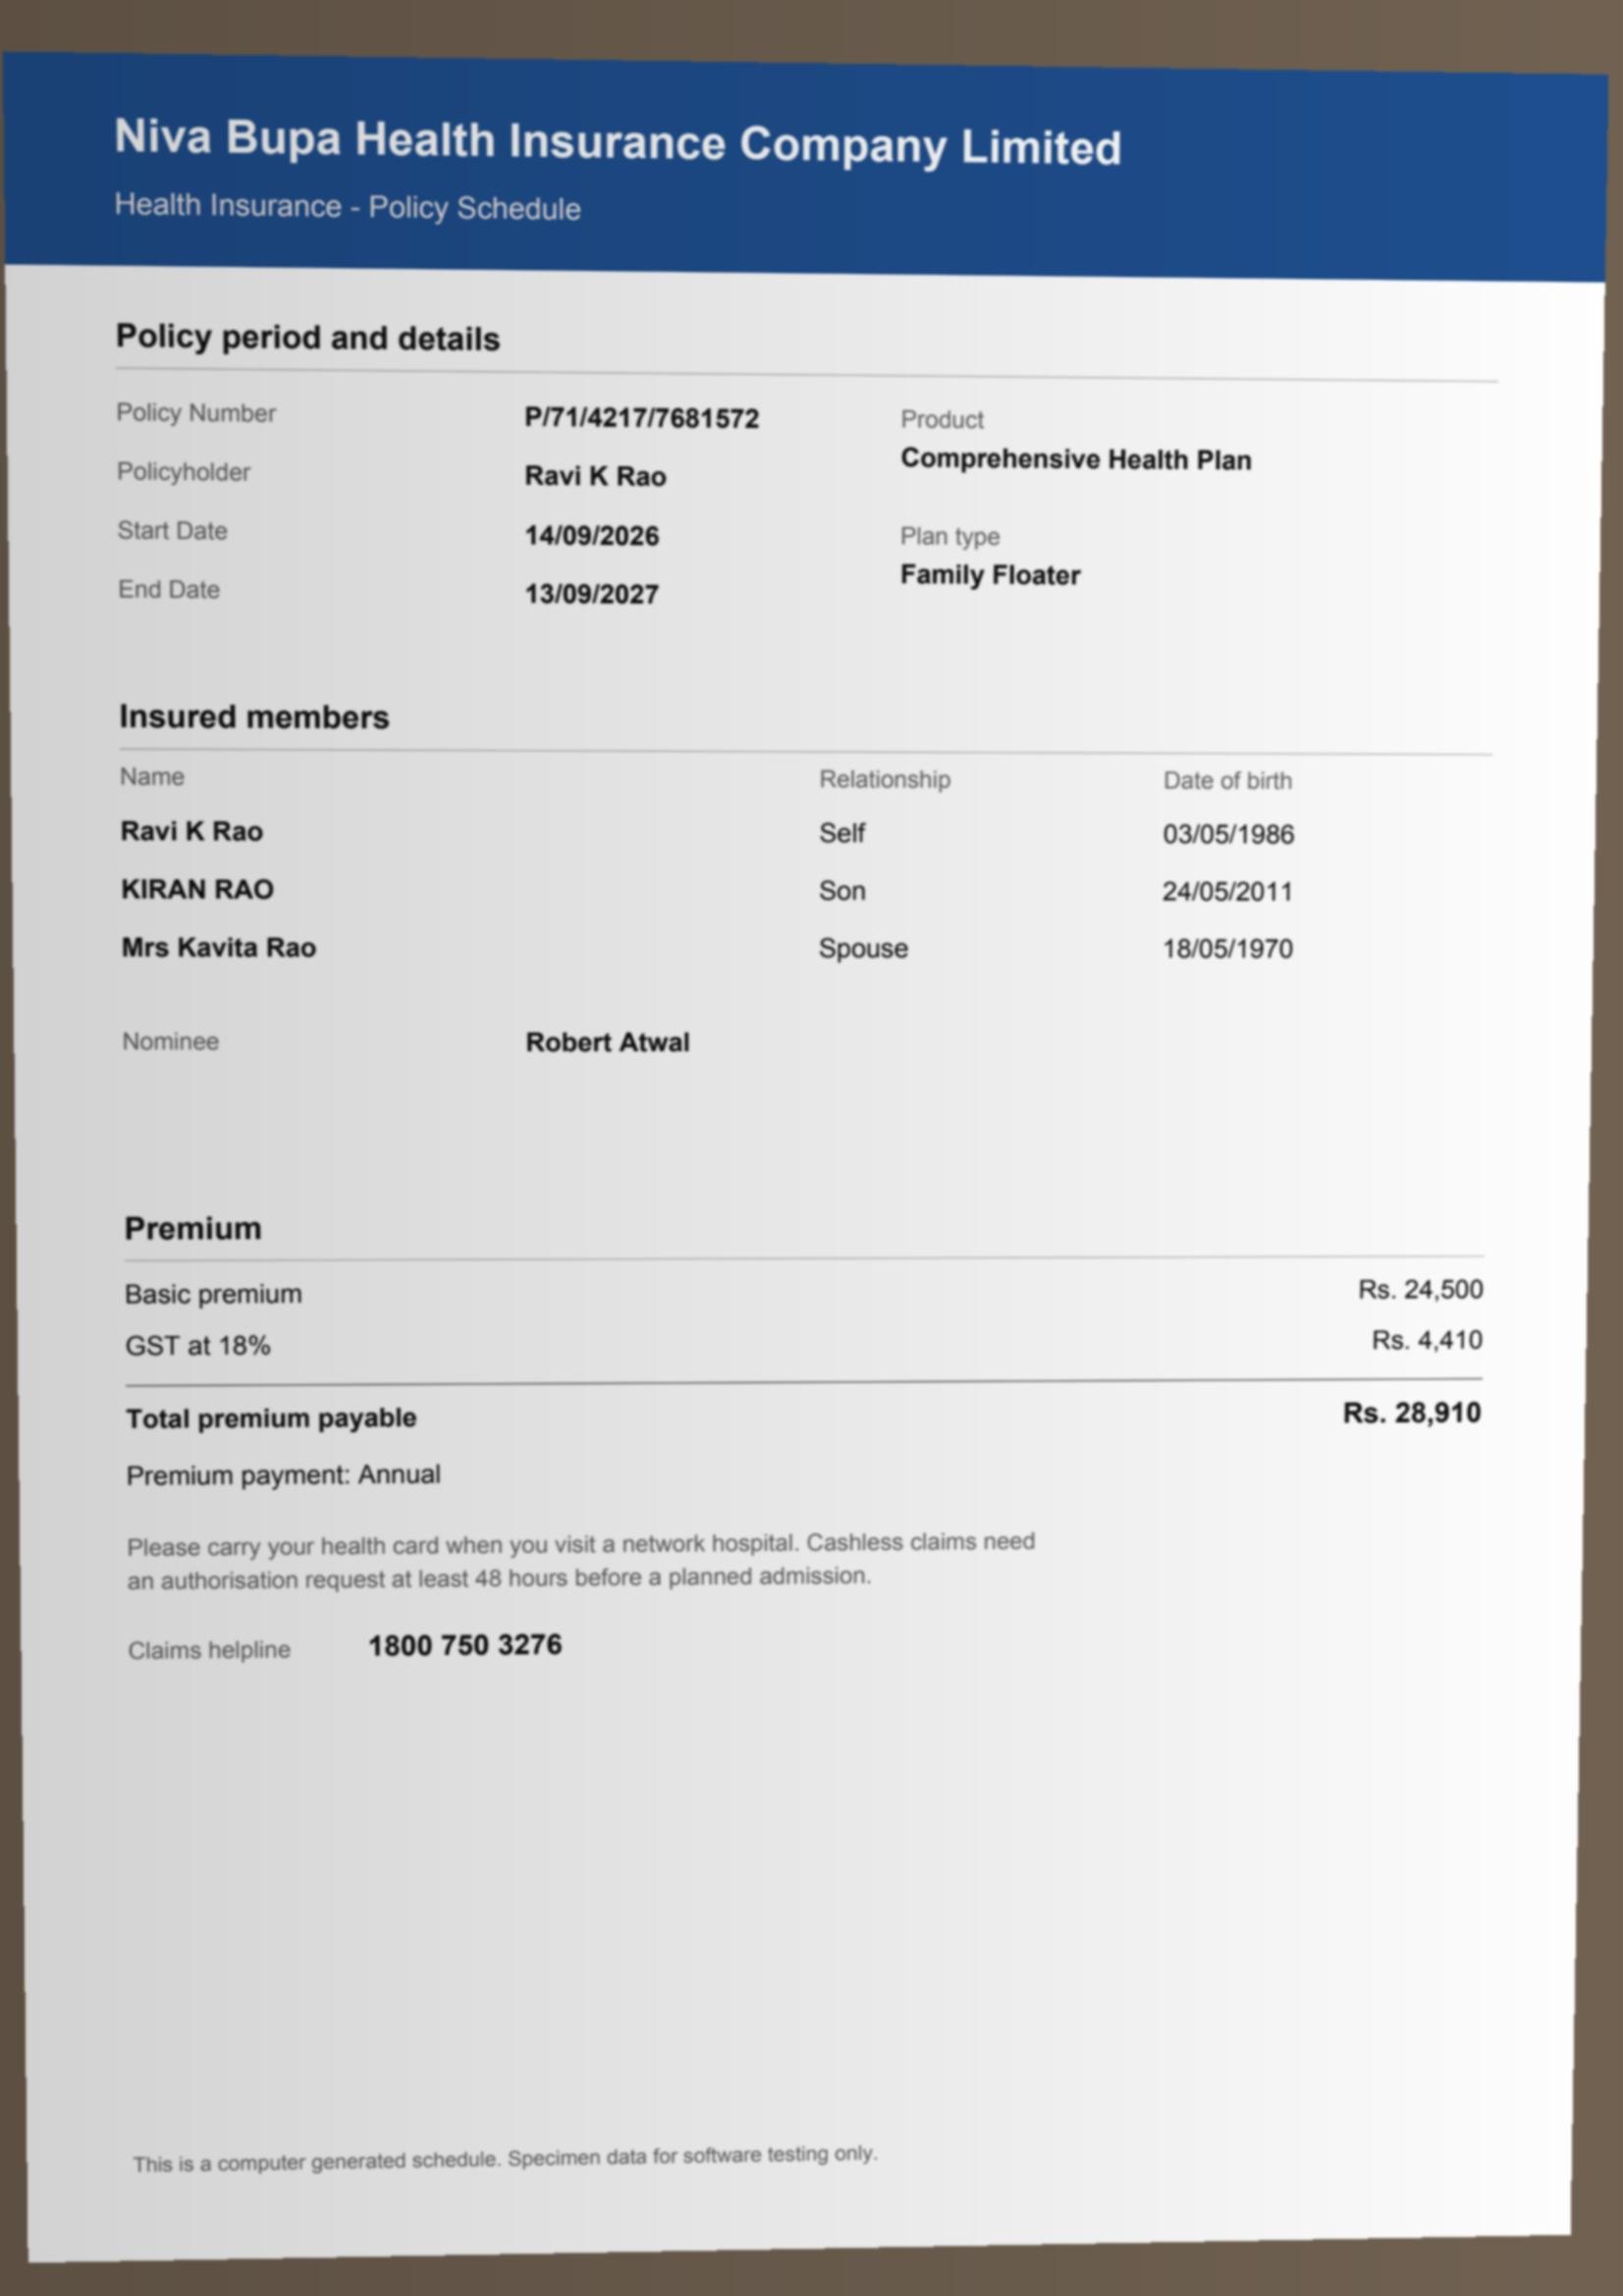 Niva Bupa Health Insurance Company Limited
Health Insurance - Policy Schedule
Policy period and details
Policy Number P/71/4217/7681572
Product
Comprehensive Health Plan
Policyholder Ravi K Rao
Start Date 14/09/2026
Plan type
Family Floater
End Date 13/09/2027
Insured members
Name Relationship Date of birth
Ravi K Rao Self 03/05/1986
KIRAN RAO Son 24/05/2011
Mrs Kavita Rao Spouse 18/05/1970
Nominee Robert Atwal
Premium
Basic premium Rs. 24,500
GST at 18% Rs. 4,410
Total premium payable Rs. 28,910
Premium payment: Annual
Please carry your health card when you visit a network hospital. Cashless claims need
an authorisation request at least 48 hours before a planned admission.
Claims helpline 1800 750 3276
This is a computer generated schedule. Specimen data for software testing only.